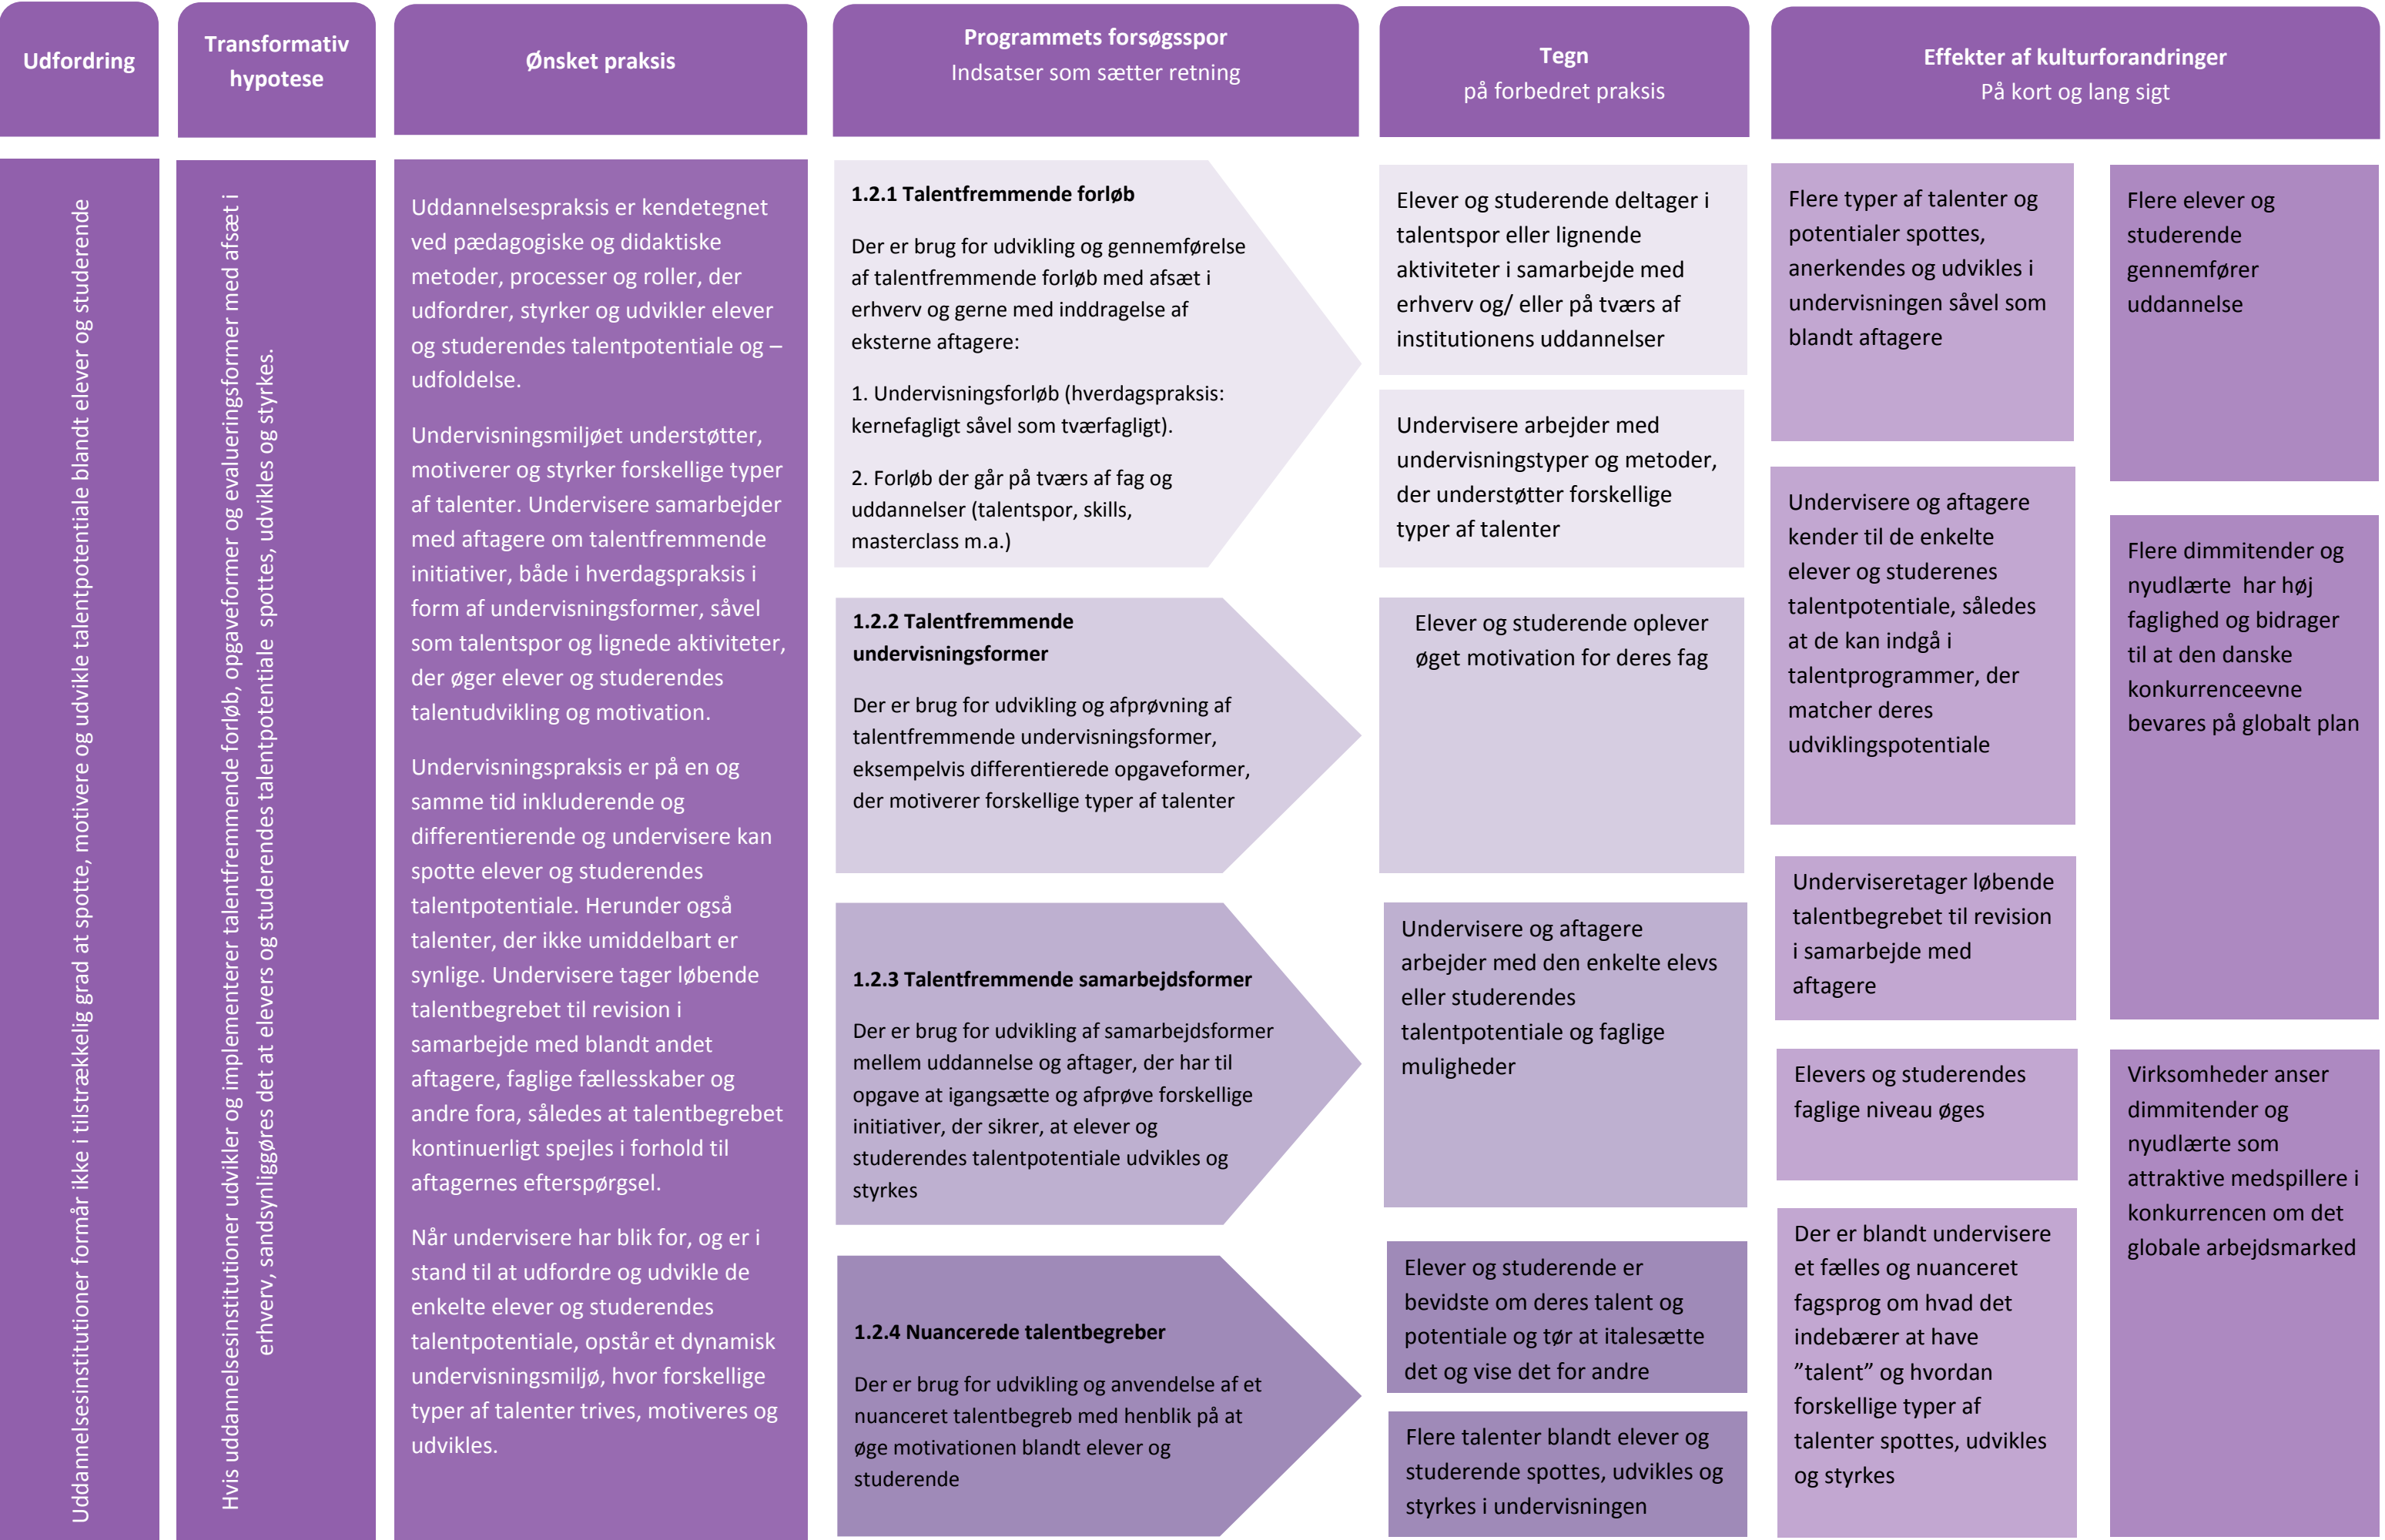 Udfordring
Transformativ
hypotese
Ønsket praksis
Programmets forsøgsspor
Indsatser som sætter retning
Tegn
på forbedret praksis
Effekter af kulturforandringer
På kort og lang sigt
Uddannelsesinstitutioner formår ikke i tilstrækkelig grad at spotte, motivere og udvikle talentpotentiale blandt elever og studerende
Hvis uddannelsesinstitutioner udvikler og implementerer talentfremmende forløb, opgaveformer og evalueringsformer med afsæt i
erhverv, sandsynliggøres det at elevers og studerendes talentpotentiale spottes, udvikles og styrkes.
Uddannelsespraksis er kendetegnet
ved pædagogiske og didaktiske
metoder, processer og roller, der
udfordrer, styrker og udvikler elever
og studerendes talentpotentiale og –
udfoldelse.
Undervisningsmiljøet understøtter,
motiverer og styrker forskellige typer
af talenter. Undervisere samarbejder
med aftagere om talentfremmende
initiativer, både i hverdagspraksis i
form af undervisningsformer, såvel
som talentspor og lignede aktiviteter,
der øger elever og studerendes
talentudvikling og motivation.
Undervisningspraksis er på en og
samme tid inkluderende og
differentierende og undervisere kan
spotte elever og studerendes
talentpotentiale. Herunder også
talenter, der ikke umiddelbart er
synlige. Undervisere tager løbende
talentbegrebet til revision i
samarbejde med blandt andet
aftagere, faglige fællesskaber og
andre fora, således at talentbegrebet
kontinuerligt spejles i forhold til
aftagernes efterspørgsel.
Når undervisere har blik for, og er i
stand til at udfordre og udvikle de
enkelte elever og studerendes
talentpotentiale, opstår et dynamisk
undervisningsmiljø, hvor forskellige
typer af talenter trives, motiveres og
udvikles.
1.2.1 Talentfremmende forløb
Der er brug for udvikling og gennemførelse
af talentfremmende forløb med afsæt i
erhverv og gerne med inddragelse af
eksterne aftagere:
1. Undervisningsforløb (hverdagspraksis:
kernefagligt såvel som tværfagligt).
2. Forløb der går på tværs af fag og
uddannelser (talentspor, skills,
masterclass m.a.)
1.2.2 Talentfremmende
undervisningsformer
Der er brug for udvikling og afprøvning af
talentfremmende undervisningsformer,
eksempelvis differentierede opgaveformer,
der motiverer forskellige typer af talenter
1.2.3 Talentfremmende samarbejdsformer
Der er brug for udvikling af samarbejdsformer
mellem uddannelse og aftager, der har til
opgave at igangsætte og afprøve forskellige
initiativer, der sikrer, at elever og
studerendes talentpotentiale udvikles og
styrkes
1.2.4 Nuancerede talentbegreber
Der er brug for udvikling og anvendelse af et
nuanceret talentbegreb med henblik på at
øge motivationen blandt elever og
studerende
Elever og studerende deltager i
talentspor eller lignende
aktiviteter i samarbejde med
erhverv og/ eller på tværs af
institutionens uddannelser
Undervisere arbejder med
undervisningstyper og metoder,
der understøtter forskellige
typer af talenter
Elever og studerende oplever
øget motivation for deres fag
Undervisere og aftagere
arbejder med den enkelte elevs
eller studerendes
talentpotentiale og faglige
muligheder
Elever og studerende er
bevidste om deres talent og
potentiale og tør at italesætte
det og vise det for andre
Flere talenter blandt elever og
studerende spottes, udvikles og
styrkes i undervisningen
Flere typer af talenter og
potentialer spottes,
anerkendes og udvikles i
undervisningen såvel som
blandt aftagere
Undervisere og aftagere
kender til de enkelte
elever og studerenes
talentpotentiale, således
at de kan indgå i
talentprogrammer, der
matcher deres
udviklingspotentiale
Underviseretager løbende
talentbegrebet til revision
i samarbejde med
aftagere
Elevers og studerendes
faglige niveau øges
Der er blandt undervisere
et fælles og nuanceret
fagsprog om hvad det
indebærer at have
”talent” og hvordan
forskellige typer af
talenter spottes, udvikles
og styrkes
Flere elever og
studerende
gennemfører
uddannelse
Flere dimmitender og
nyudlærte  har høj
faglighed og bidrager
til at den danske
konkurrenceevne
bevares på globalt plan
Virksomheder anser
dimmitender og
nyudlærte som
attraktive medspillere i
konkurrencen om det
globale arbejdsmarked